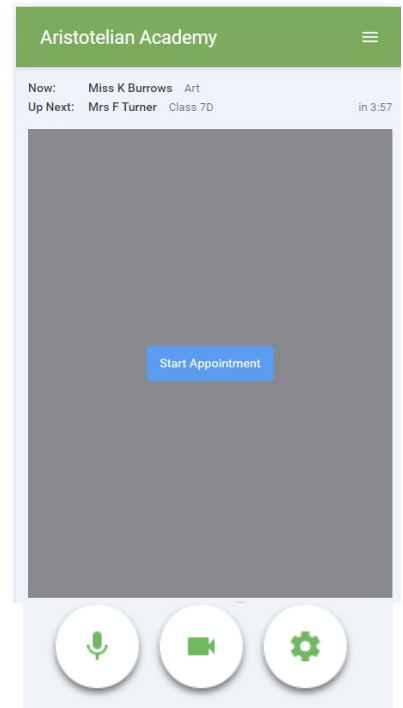 Aristotelian Academy
Now: Miss K Burrows Art
Up Next: Mrs F Turner Class 7D in 3:57
Start Appointment